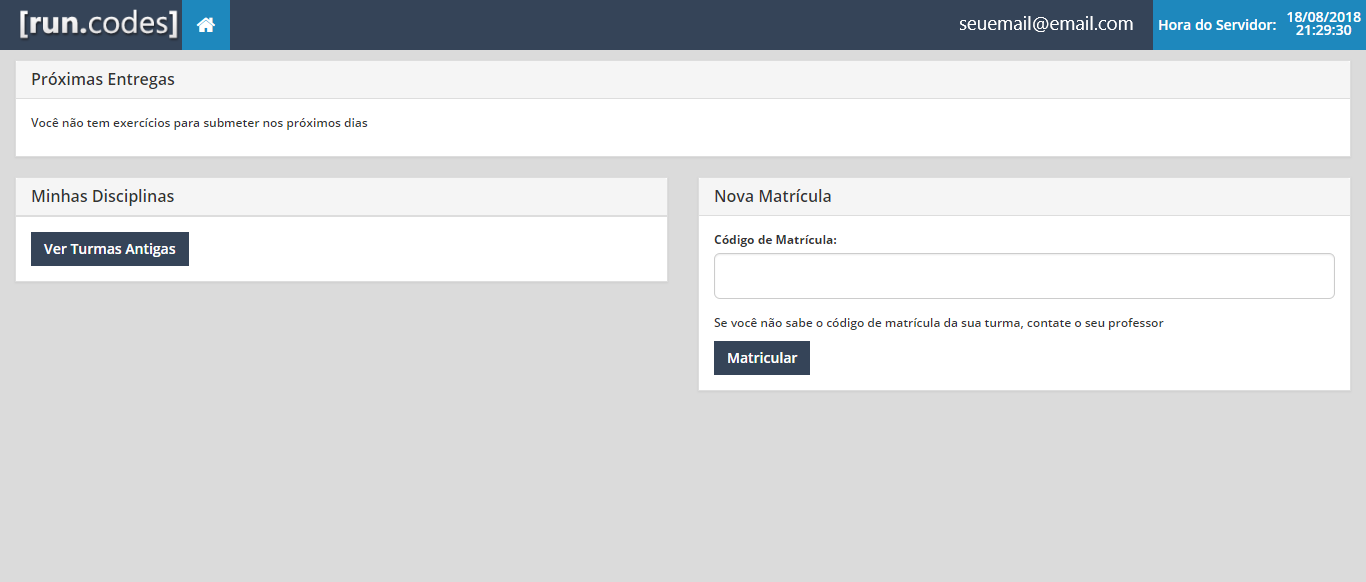 [run.codes]
seuemail@email.com
Hora do Servidor:
18/08/2018
21:29:30
Próximas Entregas
Você não tem exercícios para submeter nos próximos dias
Minhas Disciplinas
Ver Turmas Antigas
Nova Matrícula
Código de Matrícula:
Se você não sabe o código de matrícula da sua turma, contate o seu professor
Matricular